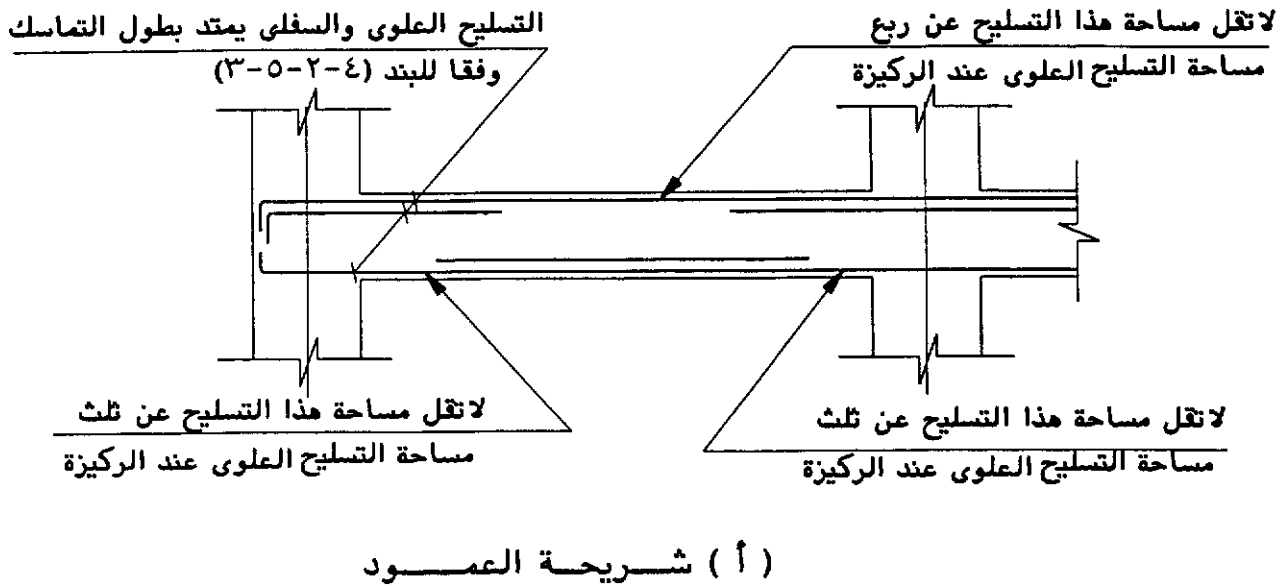 لاتقل مساحة هذا التسليح عن ربع
مساحة التسليح العلوى عند الركيزة
التسليح العلوى والسفلى يمتد بطول التماسك
وفقا للبند (٤-٢-٥-٣)
لاتقل مساحة هذا التسليح عن ثلث
مساحة التسليح العلوى عند الركيزة
لاتقل مساحة هذا التسليح عن ثلث
مساحة التسليح العلوى عند الركيزة
(أ) شريحة العمود